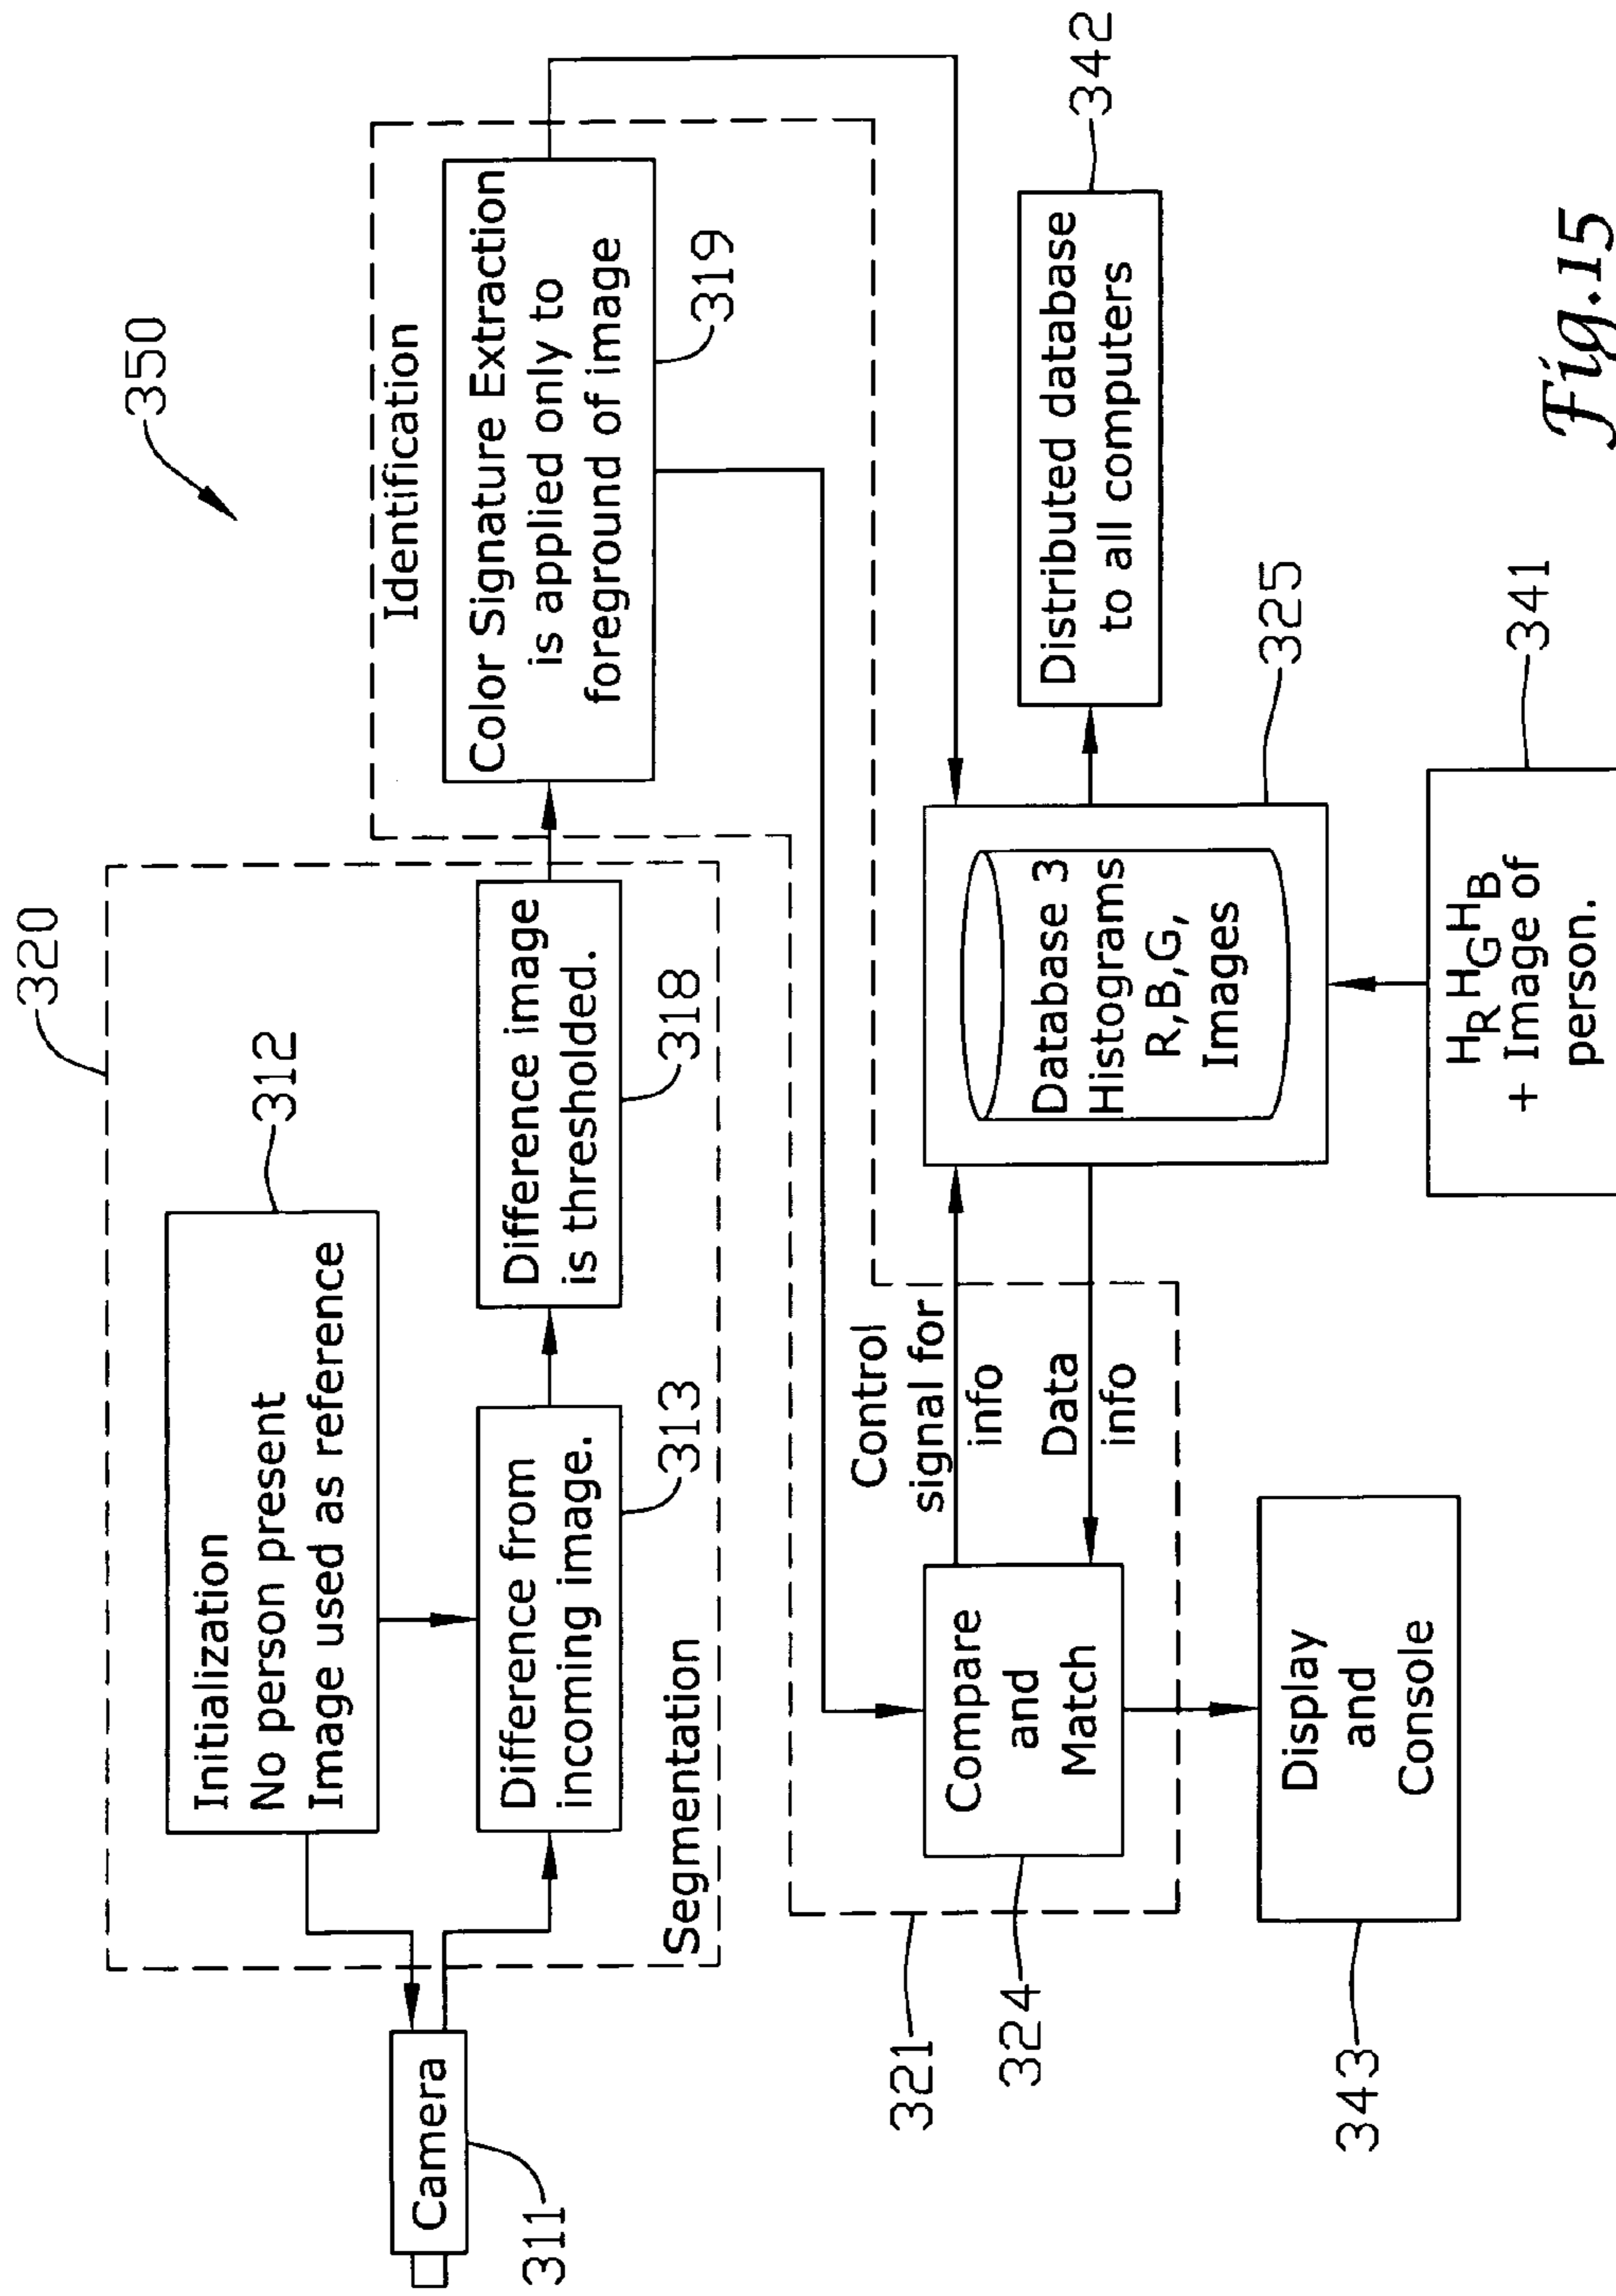 320
350
312
Initialization
No person present
Image used as reference
Identification
Camera
311
Difference from
incoming image.
313
Difference image
is thresholded.
318
Color Signature Extraction
is applied only to
foreground of image
319
Segmentation
Control
signal for
info
Data
info
321
Compare
and
Match
324
Database 3
Histograms
R,B,G,
Images
325
Distributed database
to all computers
342
343
Display
and
Console
HRHGHB
+ Image of
person.
341
Fig.15